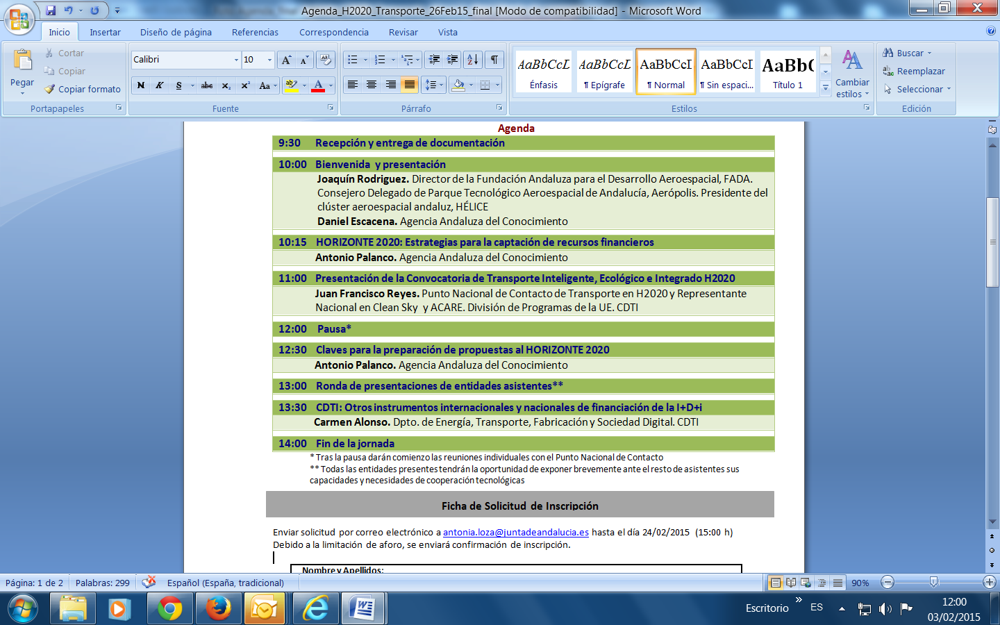 Agenda_H2020_Transporte_26Feb15_final [Modo de compatibilidad] - Microsoft Word
Inicio Insertar Diseño de página Referencias Correspondencia Revisar Vista
Pegar
Cortar
Copiar
Copiar formato
Portapapeles
Calibri 10
N K S abc x₂ x² Aa
Fuente
Párrafo
AaBbCcL AaBbCcL AaBbCcI AaBbCcI AaBbC
Énfasis ¶ Epígrafe ¶ Normal ¶ Sin espaci... Título 1
Cambiar estilos
Estilos
Buscar
Reemplazar
Seleccionar
Edición
Agenda
9:30 Recepción y entrega de documentación
10:00 Bienvenida y presentación
Joaquín Rodriguez. Director de la Fundación Andaluza para el Desarrollo Aeroespacial, FADA.
Consejero Delegado de Parque Tecnológico Aeroespacial de Andalucía, Aerópolis. Presidente del
clúster aeroespacial andaluz, HÉLICE
Daniel Escacena. Agencia Andaluza del Conocimiento
10:15 HORIZONTE 2020: Estrategias para la captación de recursos financieros
Antonio Palanco. Agencia Andaluza del Conocimiento
11:00 Presentación de la Convocatoria de Transporte Inteligente, Ecológico e Integrado H2020
Juan Francisco Reyes. Punto Nacional de Contacto de Transporte en H2020 y Representante
Nacional en Clean Sky y ACARE. División de Programas de la UE. CDTI
12:00 Pausa*
12:30 Claves para la preparación de propuestas al HORIZONTE 2020
Antonio Palanco. Agencia Andaluza del Conocimiento
13:00 Ronda de presentaciones de entidades asistentes**
13:30 CDTI: Otros instrumentos internacionales y nacionales de financiación de la I+D+i
Carmen Alonso. Dpto. de Energía, Transporte, Fabricación y Sociedad Digital. CDTI
14:00 Fin de la jornada
* Tras la pausa darán comienzo las reuniones individuales con el Punto Nacional de Contacto
** Todas las entidades presentes tendrán la oportunidad de exponer brevemente ante el resto de asistentes sus
capacidades y necesidades de cooperación tecnológicas
Ficha de Solicitud de Inscripción
Enviar solicitud por correo electrónico a antonia.loza@juntadeandalucia.es hasta el día 24/02/2015 (15:00 h)
Debido a la limitación de aforo, se enviará confirmación de inscripción.
Nombre y Apellidos:
Página: 1 de 2 Palabras: 299 Español (España, tradicional) 90%
Escritorio » ES 12:00
03/02/2015